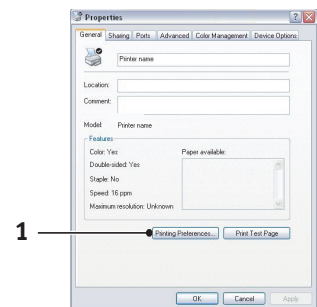 Properties
General Sharing Ports Advanced Color Management Device Options
Printer name
Location:
Comment:
Model: Printer name
Features
Color: Yes Paper available:
Double-sided: Yes
Staple: No
Speed: 16 ppm
Maximum resolution: Unknown
1
Printing Preferences... Print Test Page
OK Cancel Apply